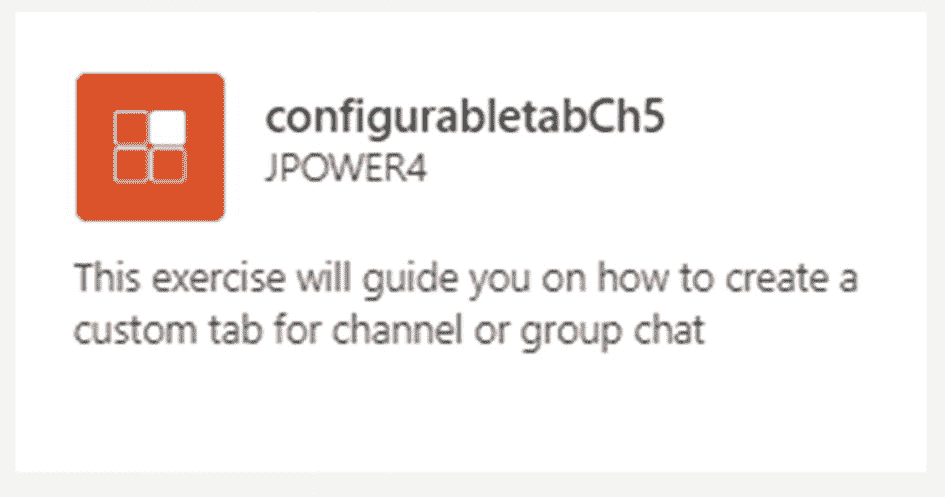 configurabletabCh5
JPOWER4
This exercise will guide you on how to create a
custom tab for channel or group chat